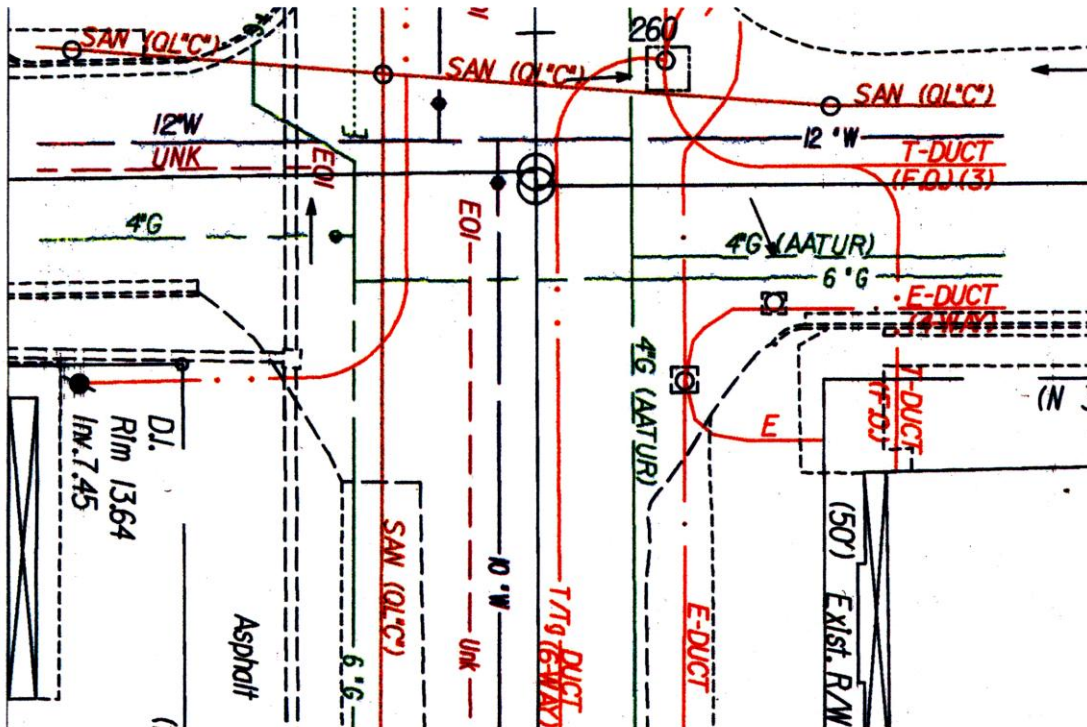 260
SAN (QL"C")
SAN (QL"C")
SAN (QL"C")
12"W
12"W
UNK
EOI
T-DUCT
(F.O.) (3)
4"G
EOI
4"G (AATUR)
6"G
E-DUCT
(4-WAY)
4"G (AATUR)
T-DUCT
(F.O.)
E
(N
D.I.
Rim 13.64
Inv.7.45
SAN (QL"C")
10"W
(50') Exist. R/W
Asphalt
6"G
Unk
DUCT
T/Tg (6-WAY)
E-DUCT